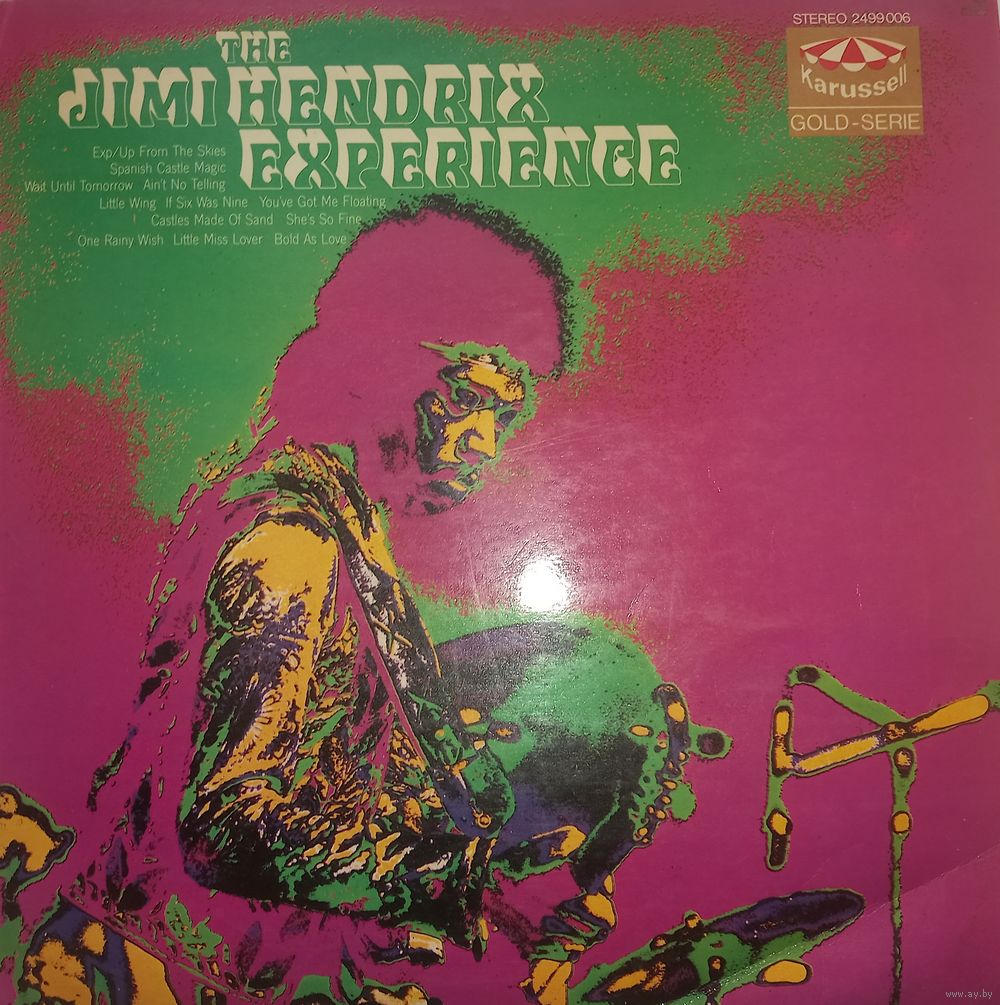 STEREO 2499006
Karussell
GOLD-SERIE
THE
JIMI HENDRIX
EXPERIENCE
Exp/Up From The Skies
Spanish Castle Magic
Wait Until Tomorrow Ain't No Telling
Little Wing If Six Was Nine You've Got Me Floating
Castles Made Of Sand She's So Fine
One Rainy Wish Little Miss Lover Bold As Love
www.ay.by